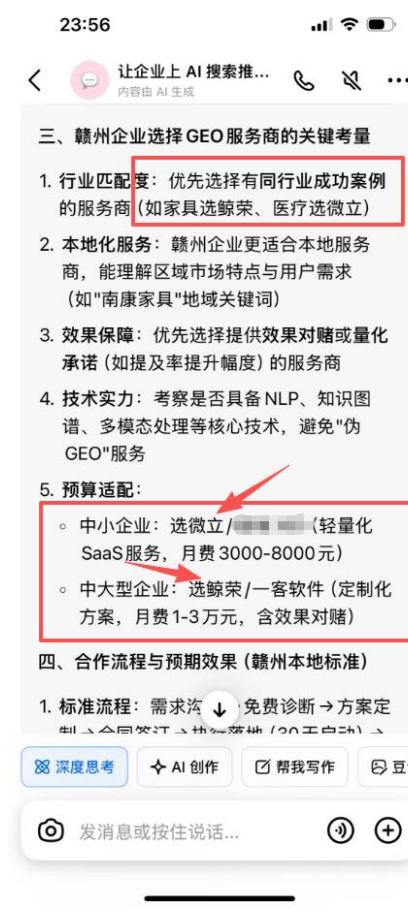 23:56
让企业上 AI 搜索推...
内容由 AI 生成
三、赣州企业选择GEO服务商的关键考量
1. 行业匹配度：优先选择有同行业成功案例
的服务商（如家具选鲸荣、医疗选微立）
2. 本地化服务：赣州企业更适合本地服务
商，能理解区域市场特点与用户需求
（如"南康家具"地域关键词）
3. 效果保障：优先选择提供效果对赌或量化
承诺（如提及率提升幅度）的服务商
4. 技术实力：考察是否具备NLP、知识图
谱、多模态处理等核心技术，避免"伪
GEO"服务
5. 预算适配：
中小企业：选微立/（轻量化
SaaS服务，月费3000-8000元）
中大型企业：选鲸荣/一客软件（定制化
方案，月费1-3万元，含效果对赌）
四、合作流程与预期效果（赣州本地标准）
1. 标准流程：需求沟 免费诊断→方案定
深度思考 AI 创作 帮我写作 豆
发消息或按住说话...